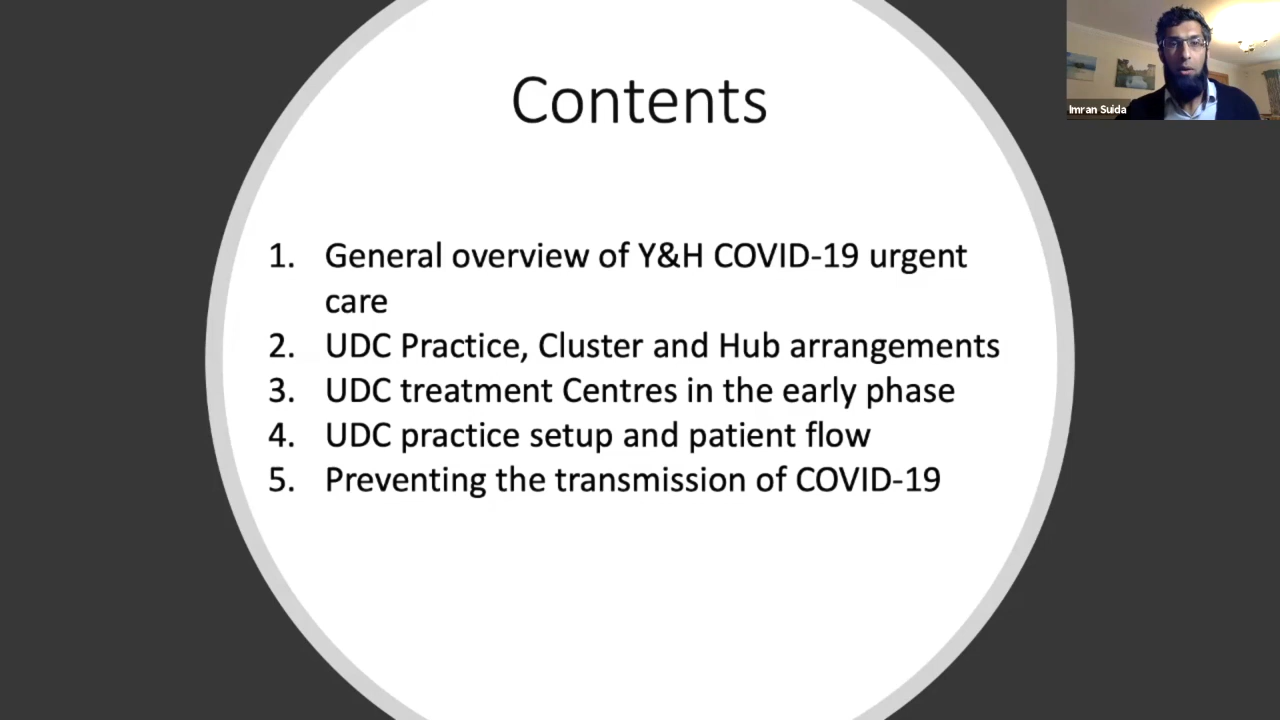 Contents
Imran Suida
1. General overview of Y&H COVID-19 urgent
care
2. UDC Practice, Cluster and Hub arrangements
3. UDC treatment Centres in the early phase
4. UDC practice setup and patient flow
5. Preventing the transmission of COVID-19